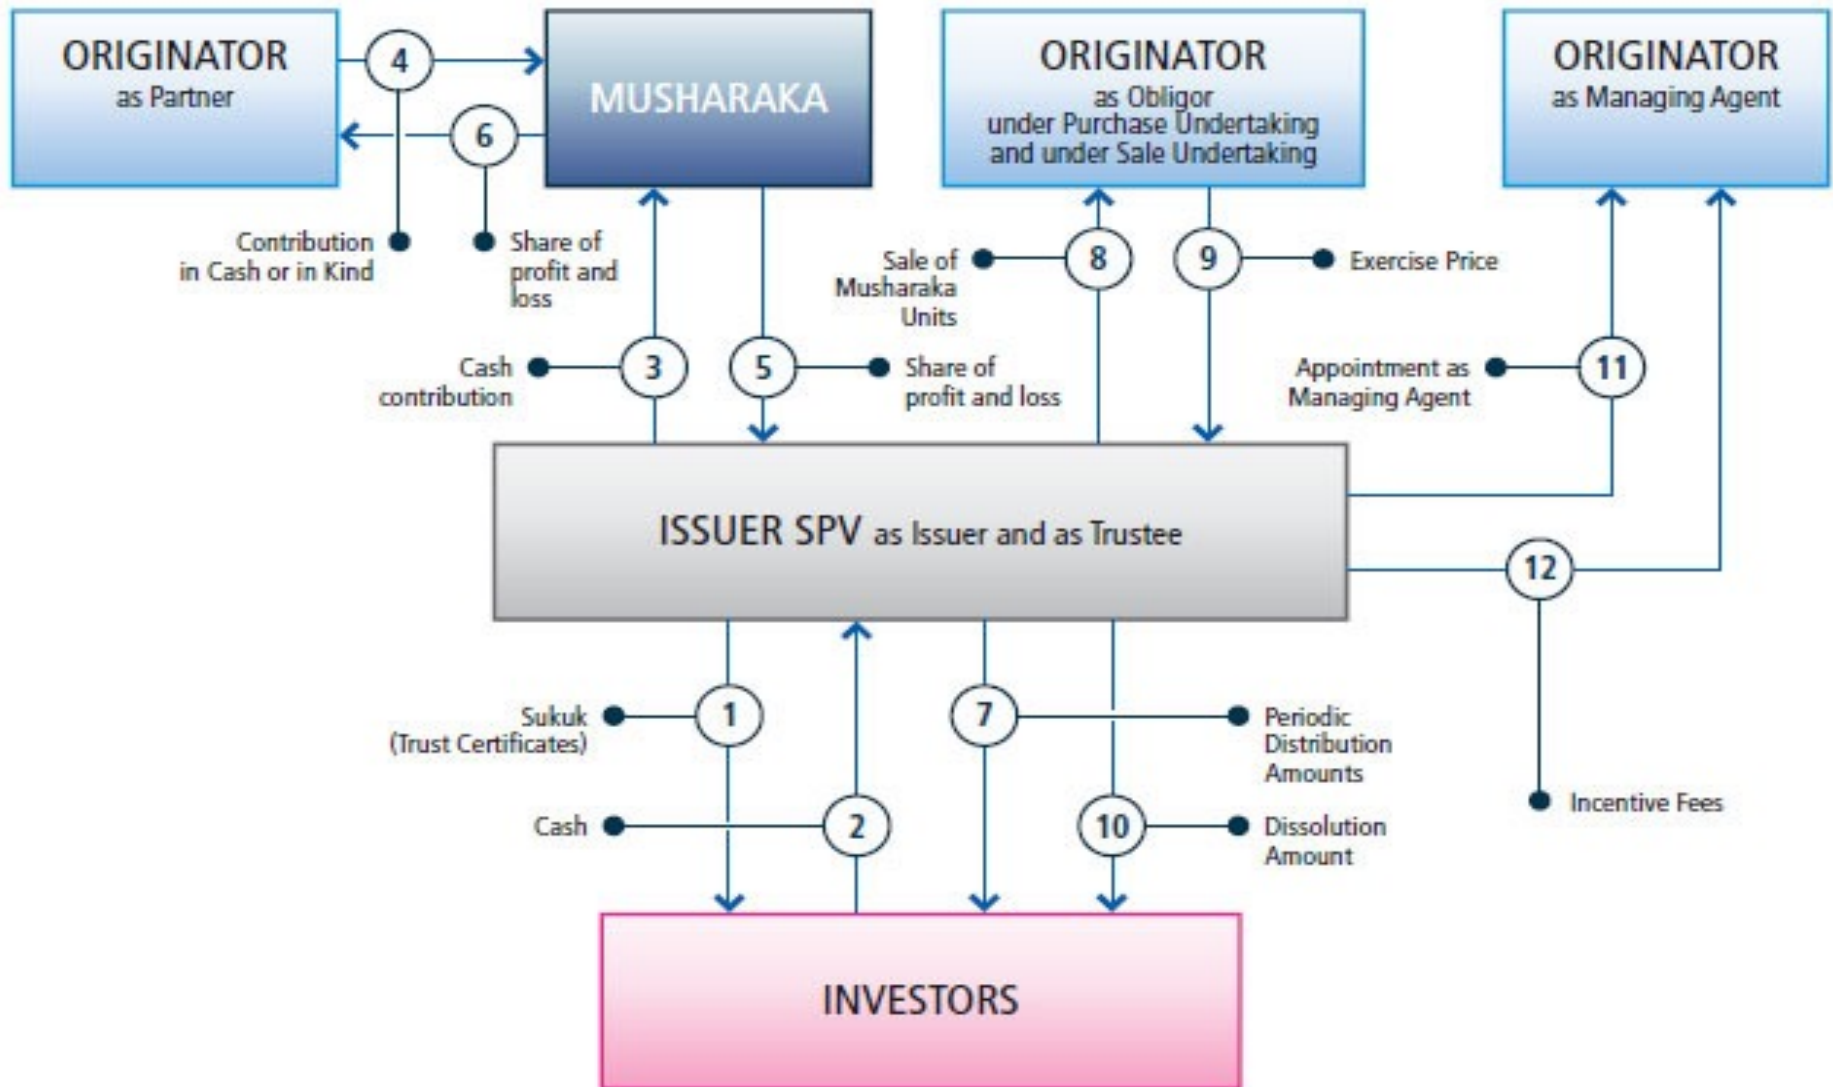 ORIGINATOR
as Partner
4
MUSHARAKA
6
ORIGINATOR
as Obligor
under Purchase Undertaking
and under Sale Undertaking
ORIGINATOR
as Managing Agent
Contribution
in Cash or in Kind
Share of
profit and
loss
Sale of
Musharaka
Units
8
9
Exercise Price
Cash
contribution
3
5
Share of
profit and loss
Appointment as
Managing Agent
11
ISSUER SPV as Issuer and as Trustee
12
Sukuk
(Trust Certificates)
1
7
Periodic
Distribution
Amounts
Cash
2
10
Dissolution
Amount
Incentive Fees
INVESTORS